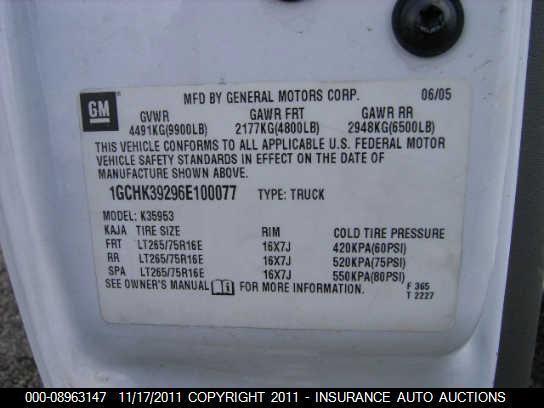 GM
MFD BY GENERAL MOTORS CORP. 06/05
GVWR GAWR FRT GAWR RR
4491KG(9900LB) 2177KG(4800LB) 2948KG(6500LB)
THIS VEHICLE CONFORMS TO ALL APPLICABLE U.S. FEDERAL MOTOR
VEHICLE SAFETY STANDARDS IN EFFECT ON THE DATE OF
MANUFACTURE SHOWN ABOVE.
1GCHK39296E100077 TYPE: TRUCK
MODEL: K35953
KAJA TIRE SIZE RIM COLD TIRE PRESSURE
FRT LT265/75R16E 16X7J 420KPA(60PSI)
RR LT265/75R16E 16X7J 520KPA(75PSI)
SPA LT265/75R16E 16X7J 550KPA(80PSI)
SEE OWNER'S MANUAL FOR MORE INFORMATION. F 365
T 2227
000-08963147 11/17/2011 COPYRIGHT 2011 - INSURANCE AUTO AUCTIONS